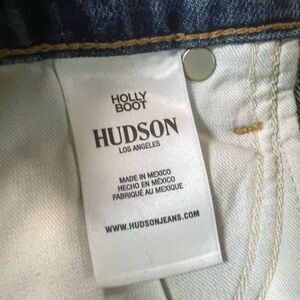 HOLLY
BOOT
HUDSON
LOS ANGELES
MADE IN MEXICO
HECHO EN MÉXICO
FABRIQUÉ AU MEXIQUE
WWW.HUDSONJEANS.COM